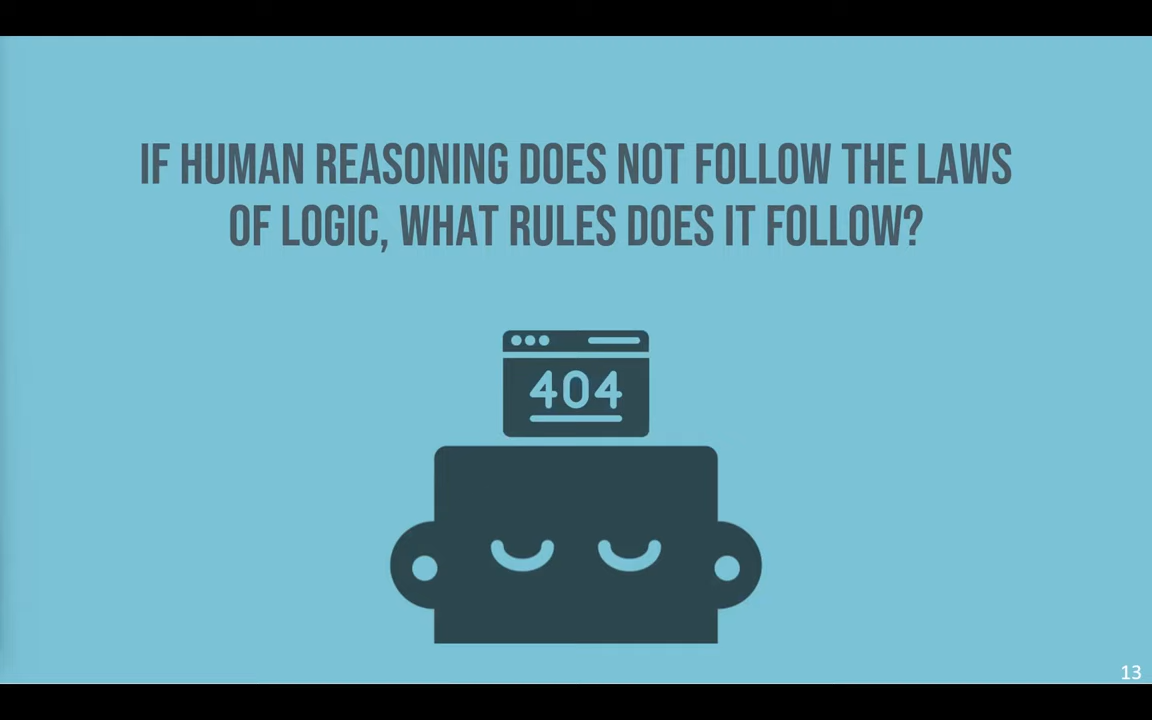 IF HUMAN REASONING DOES NOT FOLLOW THE LAWS
OF LOGIC, WHAT RULES DOES IT FOLLOW?
404
13